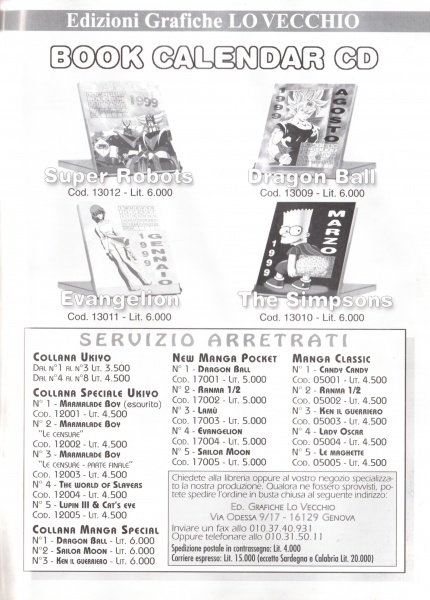 Edizioni Grafiche LO VECCHIO
BOOK CALENDAR CD
1999
Super Robots
Cod. 13012 - Lit. 6.000
AGOSTO
1999
Dragon Ball
Cod. 13009 - Lit. 6.000
GENNAIO
1999
Evangelion
Cod. 13011 - Lit. 6.000
MARZO
1999
The Simpsons
Cod. 13010 - Lit. 6.000
SERVIZIO ARRETRATI
COLLANA UKIYO
DAL N°1 AL N°3 LIT. 3.500
DAL N°4 AL N°8 LIT. 4.500
COLLANA SPECIALE UKIYO
N° 1 - MARMALADE BOY (esaurito)
COD. 12001 - LIT. 4.500
N° 2 - MARMALADE BOY
"LE CENSURE"
COD. 12002 - LIT. 4.500
N° 3 - MARMALADE BOY
"LE CENSURE - PARTE FINALE"
COD. 12003 - LIT. 4.500
N° 4 - THE WORLD OF SLAYERS
COD. 12004 - LIT. 4.500
N° 5 - LUPIN III & CAT'S EYE
COD. 12005 - LIT. 4.500
COLLANA MANGA SPECIAL
N°1 - DRAGON BALL - LIT. 6.000
N°2 - SAILOR MOON - LIT. 6.000
N°3 - KEN IL GUERRIERO - LIT. 6.000
NEW MANGA POCKET
N° 1 - DRAGON BALL
COD. 17001 - LIT. 5.000
N° 2 - RANMA 1/2
COD. 17002 - LIT. 5.000
N° 3 - LAMÙ
COD. 17003 - LIT. 5.000
N° 4 - EVANGELION
COD. 17004 - LIT. 5.000
N° 5 - SAILOR MOON
COD. 17005 - LIT. 5.000
MANGA CLASSIC
N° 1 - CANDY CANDY
COD. 05001 - LIT. 4.500
N° 2 - RANMA 1/2
COD. 05002 - LIT. 4.500
N° 3 - KEN IL GUERRIERO
COD. 05003 - LIT. 4.500
N° 4 - LADY OSCAR
COD. 05004 - LIT. 4.500
N° 5 - LE MAGHETTE
COD. 05005 - LIT. 4.500
Chiedete alla libreria oppure al vostro negozio specializza-
to la nostra produzione. Qualora ne fossero sprovvisti, po-
tete spedire l'ordine in busta chiusa al seguente indirizzo:
ED. GRAFICHE LO VECCHIO
VIA ODESSA 9/17 - 16129 GENOVA
Inviare un fax allo 010.37.40.931
Oppure telefonare allo 010.31.50.11
Spedizione postale in contrassegno: Lit. 4.000
Corriere espresso: Lit. 15.000 (eccetto Sardegna e Calabria Lit. 20.000)